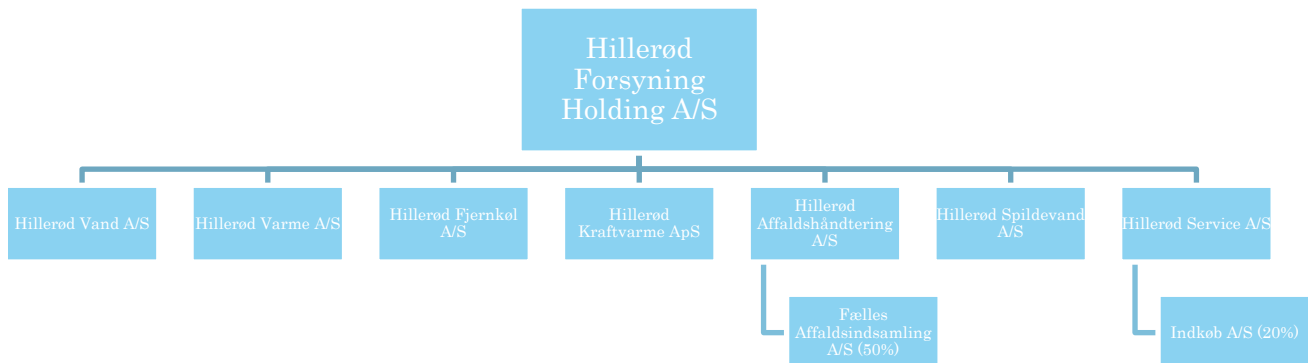 Hillerød
Forsyning
Holding A/S
Hillerød Vand A/S
Hillerød Varme A/S
Hillerød Fjernkøl
A/S
Hillerød
Kraftvarme ApS
Hillerød
Affaldshåndtering
A/S
Hillerød Spildevand
A/S
Hillerød Service A/S
Fælles
Affaldsindsamling
A/S (50%)
Indkøb A/S (20%)